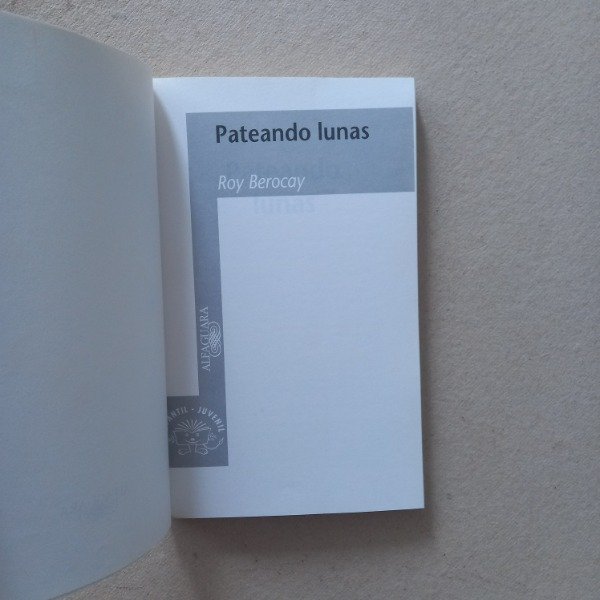 Pateando lunas
Roy Berocay
ALFAGUARA
JUVENIL